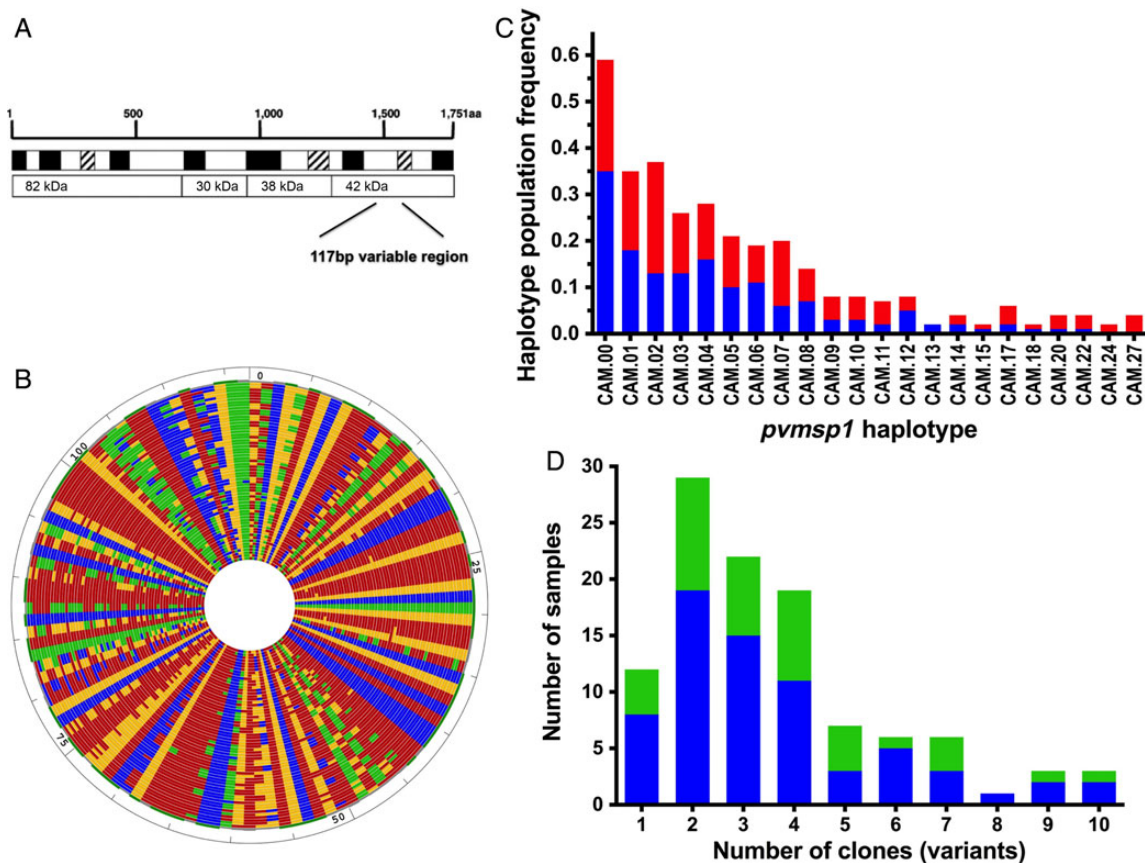 A
1 500 1,000 1,500 1,751aa
82 kDa 30 kDa 38 kDa 42 kDa
117bp variable region
B
0
25
50
75
100
C
Haplotype population frequency
0.6
0.5
0.4
0.3
0.2
0.1
0.0
CAM.00
CAM.01
CAM.02
CAM.03
CAM.04
CAM.05
CAM.06
CAM.07
CAM.08
CAM.09
CAM.10
CAM.11
CAM.12
CAM.13
CAM.14
CAM.15
CAM.17
CAM.18
CAM.20
CAM.22
CAM.24
CAM.27
pvmsp1 haplotype
D
Number of samples
30
25
20
15
10
5
0
1 2 3 4 5 6 7 8 9 10
Number of clones (variants)